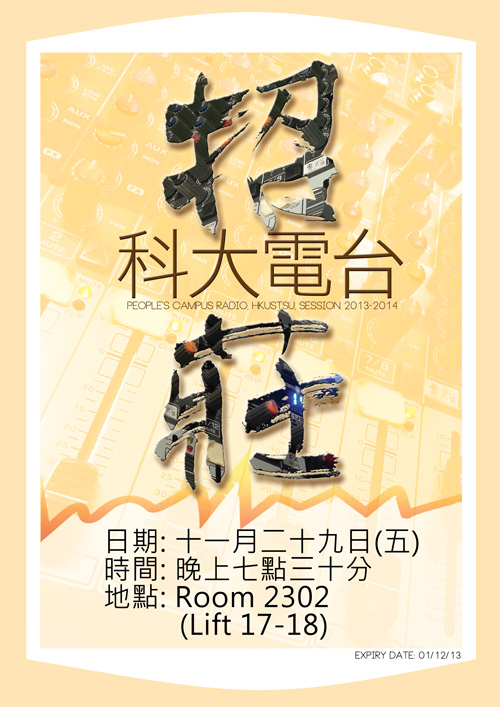 招
科大電台
PEOPLE'S CAMPUS RADIO, HKUSTSU, SESSION 2013-2014
莊
日期: 十一月二十九日(五)
時間: 晚上七點三十分
地點: Room 2302
(Lift 17-18)
EXPIRY DATE: 01/12/13